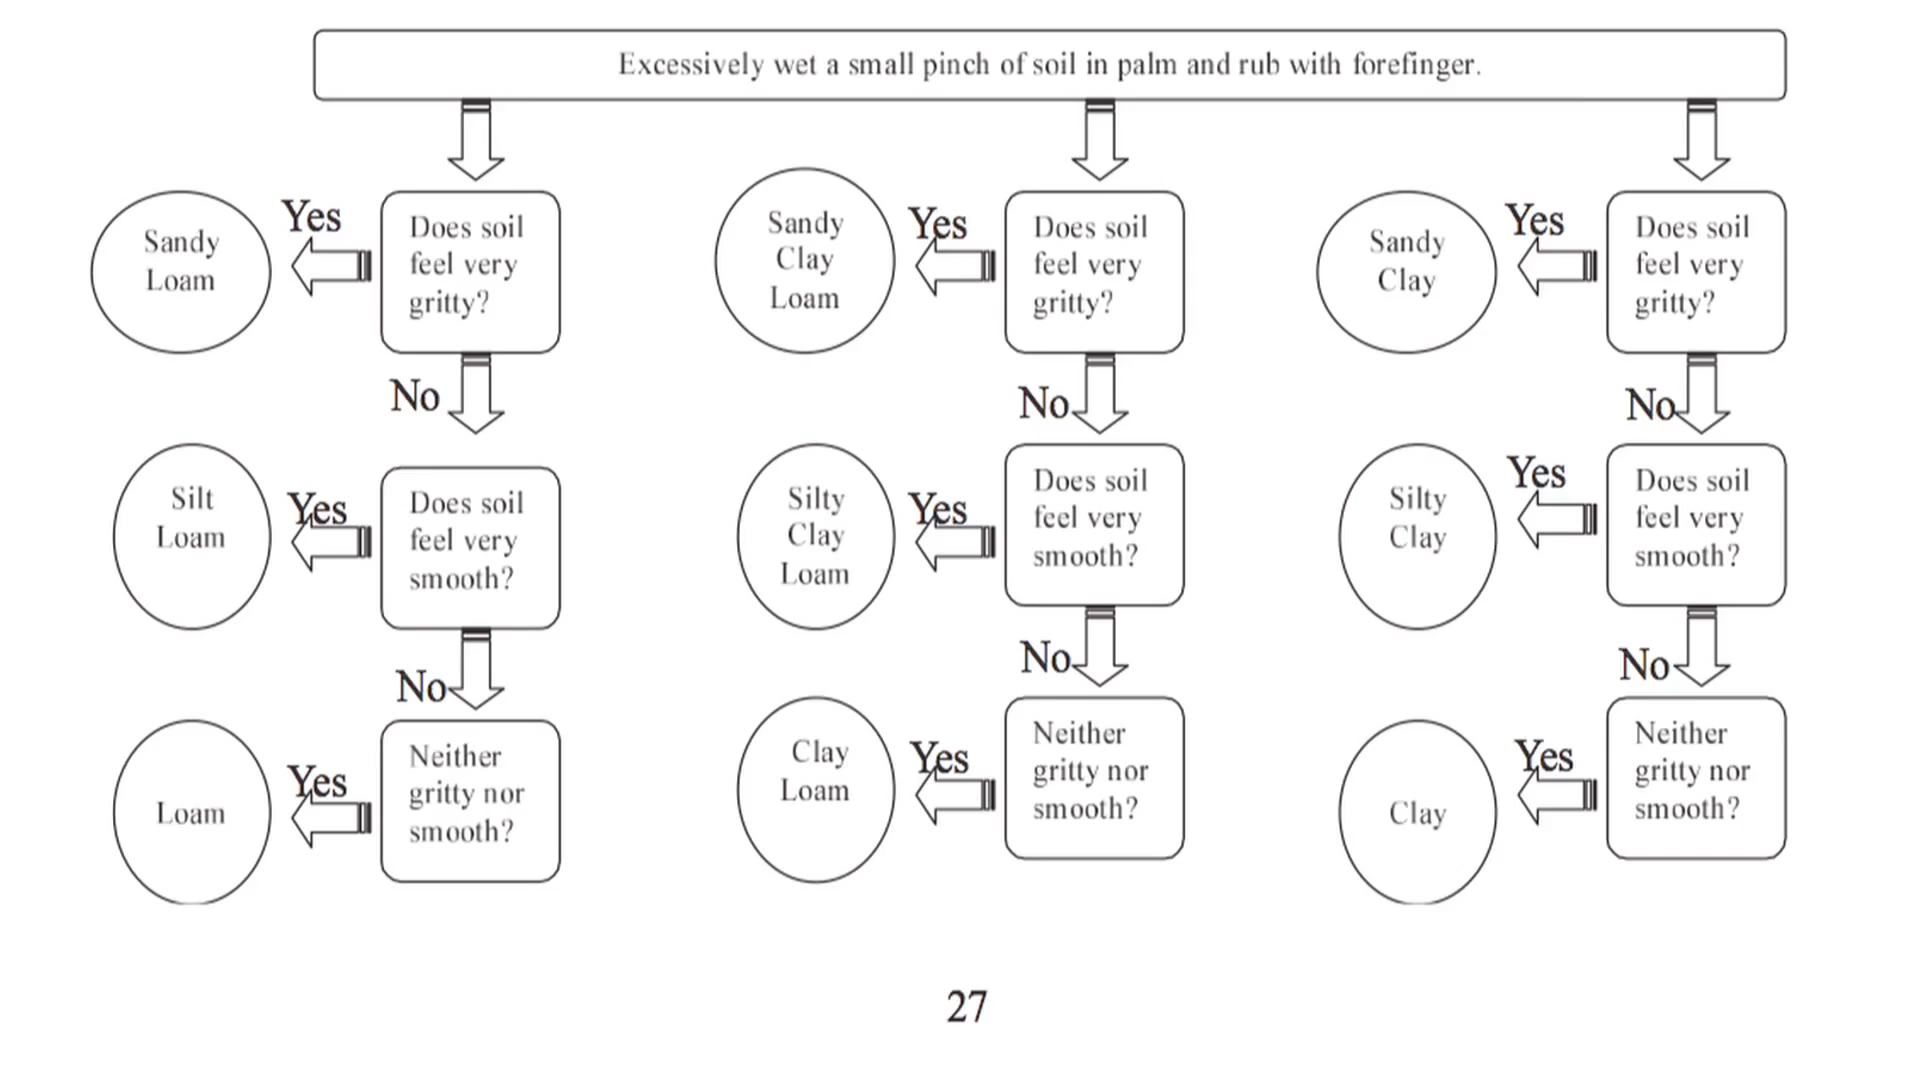 Excessively wet a small pinch of soil in palm and rub with forefinger.
Sandy
Loam
Yes
Does soil
feel very
gritty?
No
Silt
Loam
Yes
Does soil
feel very
smooth?
No
Loam
Yes
Neither
gritty nor
smooth?
Sandy
Clay
Loam
Yes
Does soil
feel very
gritty?
No
Silty
Clay
Loam
Yes
Does soil
feel very
smooth?
No
Clay
Loam
Yes
Neither
gritty nor
smooth?
Sandy
Clay
Yes
Does soil
feel very
gritty?
No
Silty
Clay
Yes
Does soil
feel very
smooth?
No
Clay
Yes
Neither
gritty nor
smooth?
27